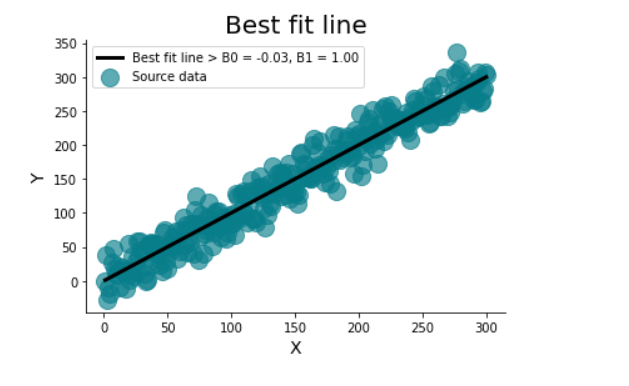 Best fit line
350
300
250
200
150
100
50
0
Y
Best fit line > B0 = -0.03, B1 = 1.00
Source data
0 50 100 150 200 250 300
X